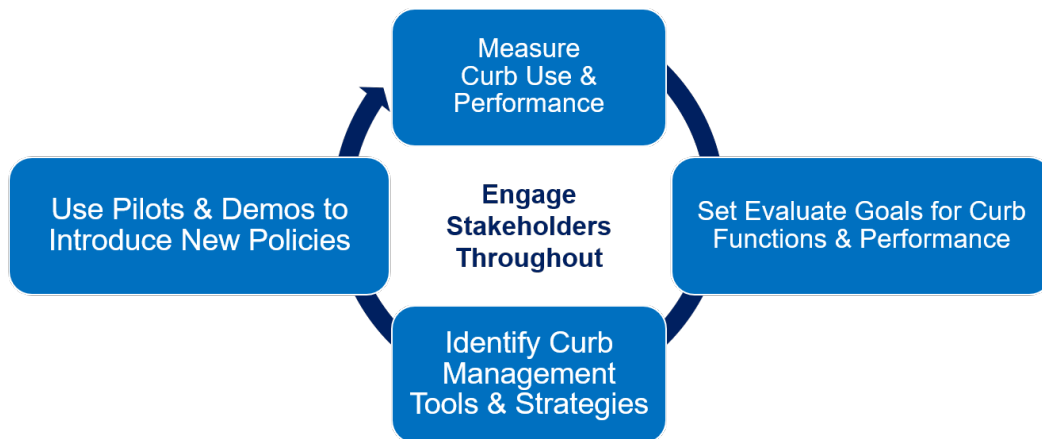 Measure
Curb Use &
Performance
Use Pilots & Demos to
Introduce New Policies
Engage
Stakeholders
Throughout
Set Evaluate Goals for Curb
Functions & Performance
Identify Curb
Management
Tools & Strategies